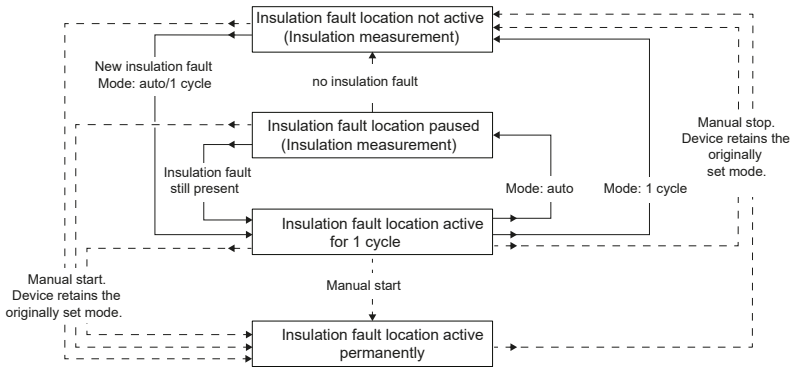 Insulation fault location not active
(Insulation measurement)
New insulation fault
Mode: auto/1 cycle
no insulation fault
Insulation fault location paused
(Insulation measurement)
Manual stop.
Device retains the
originally
set mode.
Insulation fault
still present
Mode: auto
Mode: 1 cycle
Insulation fault location active
for 1 cycle
Manual start.
Device retains the
originally set mode.
Manual start
Insulation fault location active
permanently